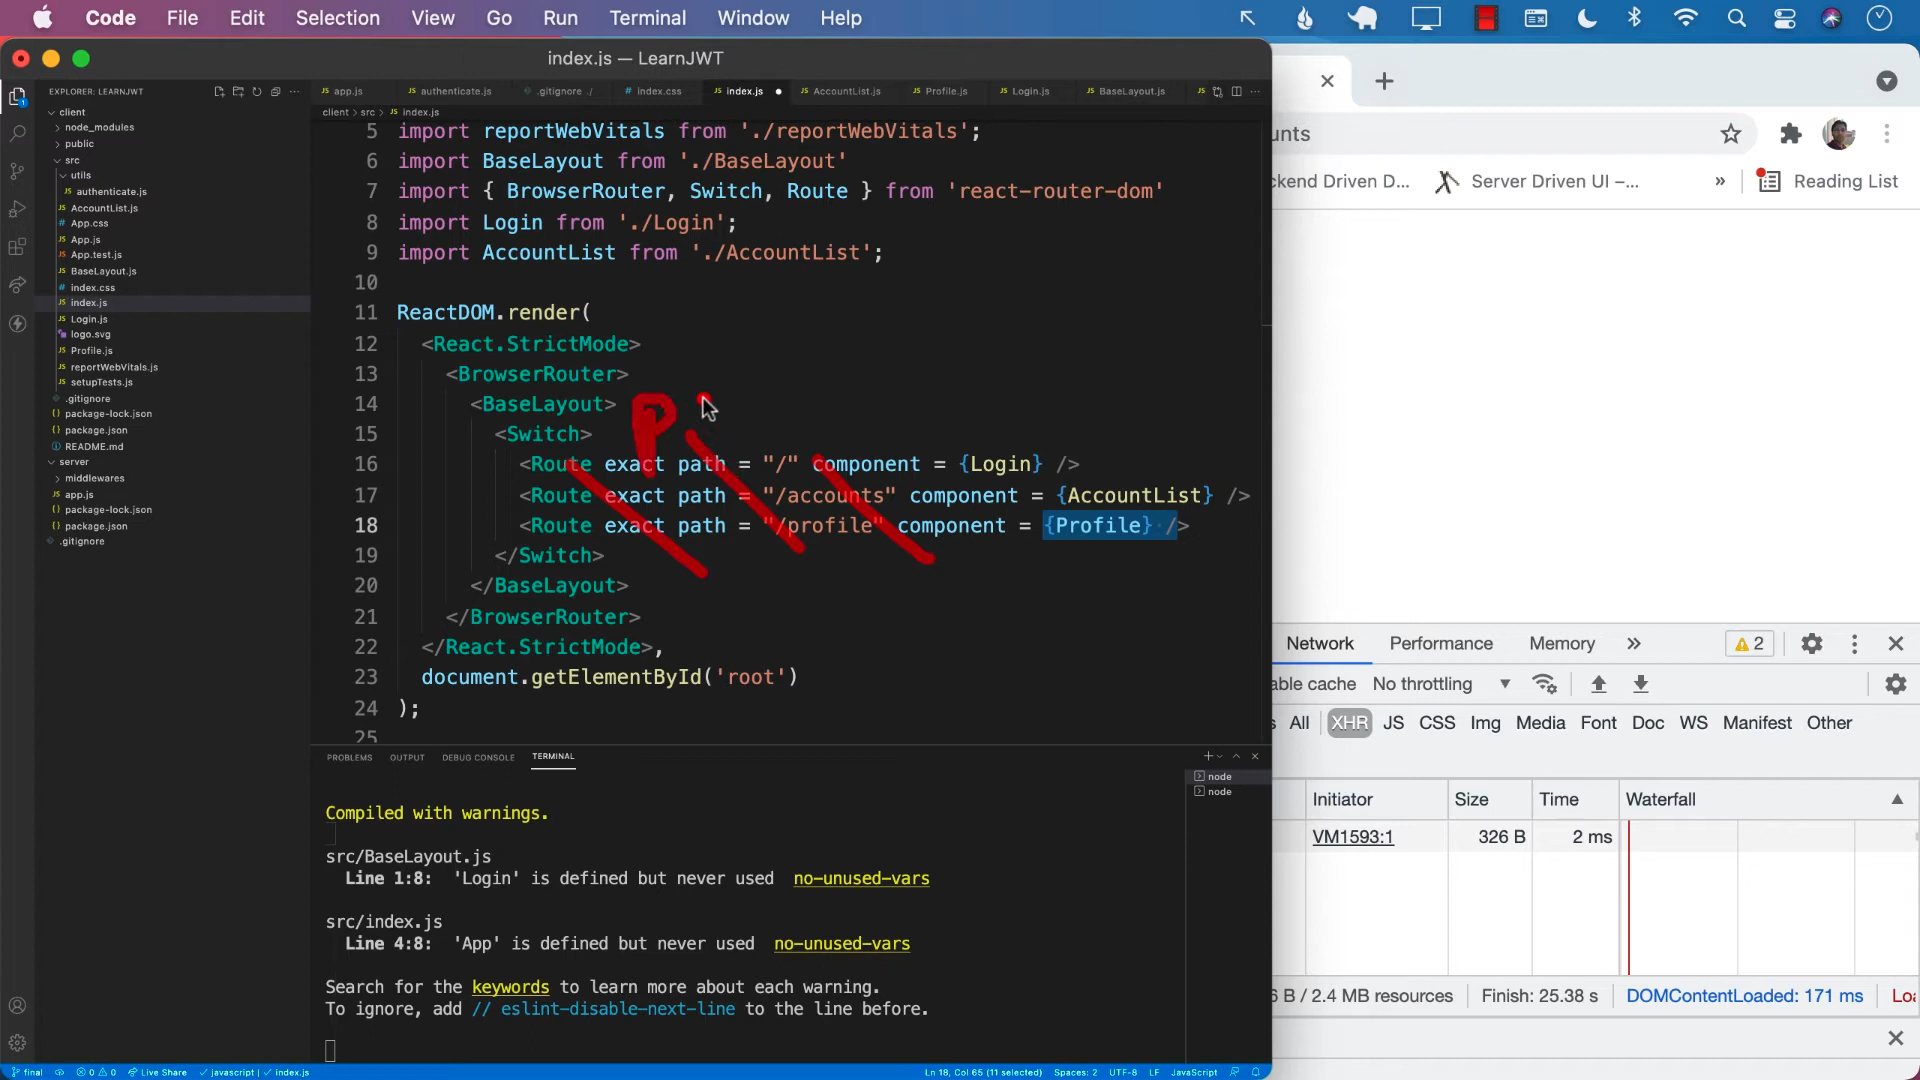 Code File Edit Selection View Go Run Terminal Window Help
index.js — LearnJWT
EXPLORER: LEARNJWT
client
node_modules
public
src
utils
authenticate.js
AccountList.js
App.css
App.js
App.test.js
BaseLayout.js
index.css
index.js
Login.js
logo.svg
Profile.js
reportWebVitals.js
setupTests.js
.gitignore
package-lock.json
package.json
README.md
server
middlewares
app.js
package-lock.json
package.json
.gitignore
app.js authenticate.js .gitignore ./ index.css index.js AccountList.js Profile.js Login.js BaseLayout.js
client > src > index.js
5 import reportWebVitals from './reportWebVitals';
6 import BaseLayout from './BaseLayout'
7 import { BrowserRouter, Switch, Route } from 'react-router-dom'
8 import Login from './Login';
9 import AccountList from './AccountList';
10
11 ReactDOM.render(
12 <React.StrictMode>
13 <BrowserRouter>
14 <BaseLayout>
15 <Switch>
16 <Route exact path = "/" component = {Login} />
17 <Route exact path = "/accounts" component = {AccountList} />
18 <Route exact path = "/profile" component = {Profile} />
19 </Switch>
20 </BaseLayout>
21 </BrowserRouter>
22 </React.StrictMode>,
23 document.getElementById('root')
24 );
25
P
PROBLEMS OUTPUT DEBUG CONSOLE TERMINAL
node
node
Compiled with warnings.
src/BaseLayout.js
Line 1:8: 'Login' is defined but never used no-unused-vars
src/index.js
Line 4:8: 'App' is defined but never used no-unused-vars
Search for the keywords to learn more about each warning.
To ignore, add // eslint-disable-next-line to the line before.
final 0 0 Live Share javascript | index.js Ln 18, Col 65 (11 selected) Spaces: 2 UTF-8 LF JavaScript
unts
ckend Driven D... Server Driven UI –... » Reading List
Network Performance Memory » 2
able cache No throttling
All XHR JS CSS Img Media Font Doc WS Manifest Other
Initiator Size Time Waterfall
VM1593:1 326 B 2 ms
6 B / 2.4 MB resources Finish: 25.38 s DOMContentLoaded: 171 ms Loa